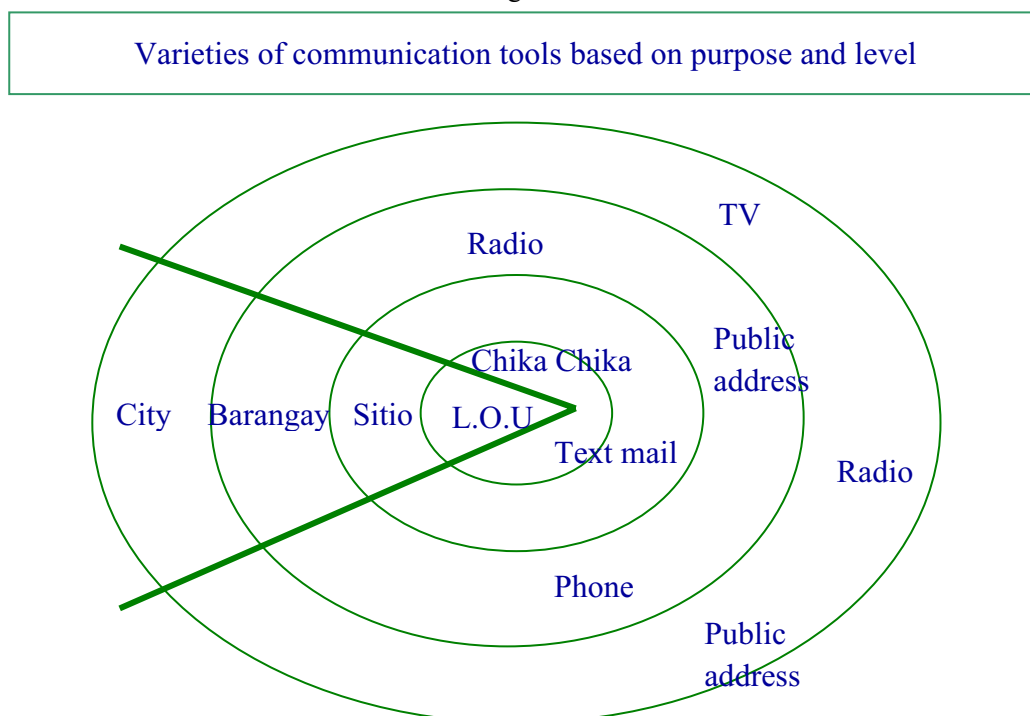 Varieties of communication tools based on purpose and level
TV
Radio
Public
address
Chika Chika
City
Barangay
Sitio
L.O.U
Text mail
Radio
Phone
Public
address